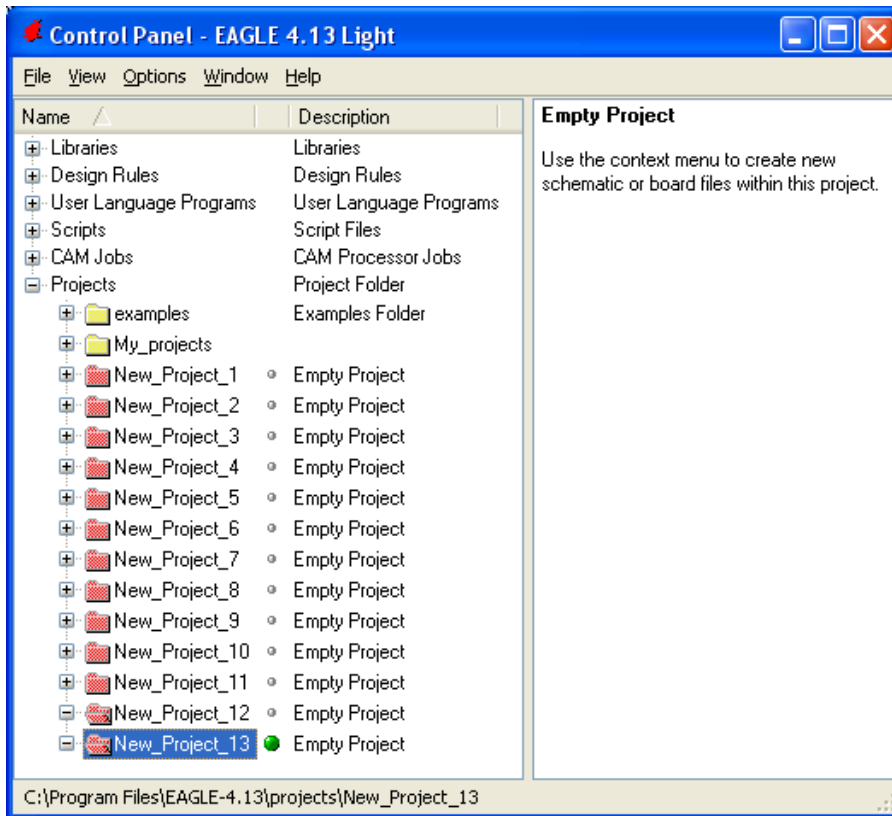 Control Panel - EAGLE 4.13 Light
File View Options Window Help
Name Description
Libraries Libraries
Design Rules Design Rules
User Language Programs User Language Programs
Scripts Script Files
CAM Jobs CAM Processor Jobs
Projects Project Folder
examples Examples Folder
My_projects
New_Project_1 Empty Project
New_Project_2 Empty Project
New_Project_3 Empty Project
New_Project_4 Empty Project
New_Project_5 Empty Project
New_Project_6 Empty Project
New_Project_7 Empty Project
New_Project_8 Empty Project
New_Project_9 Empty Project
New_Project_10 Empty Project
New_Project_11 Empty Project
New_Project_12 Empty Project
New_Project_13 Empty Project
Empty Project
Use the context menu to create new
schematic or board files within this project.
C:\Program Files\EAGLE-4.13\projects\New_Project_13